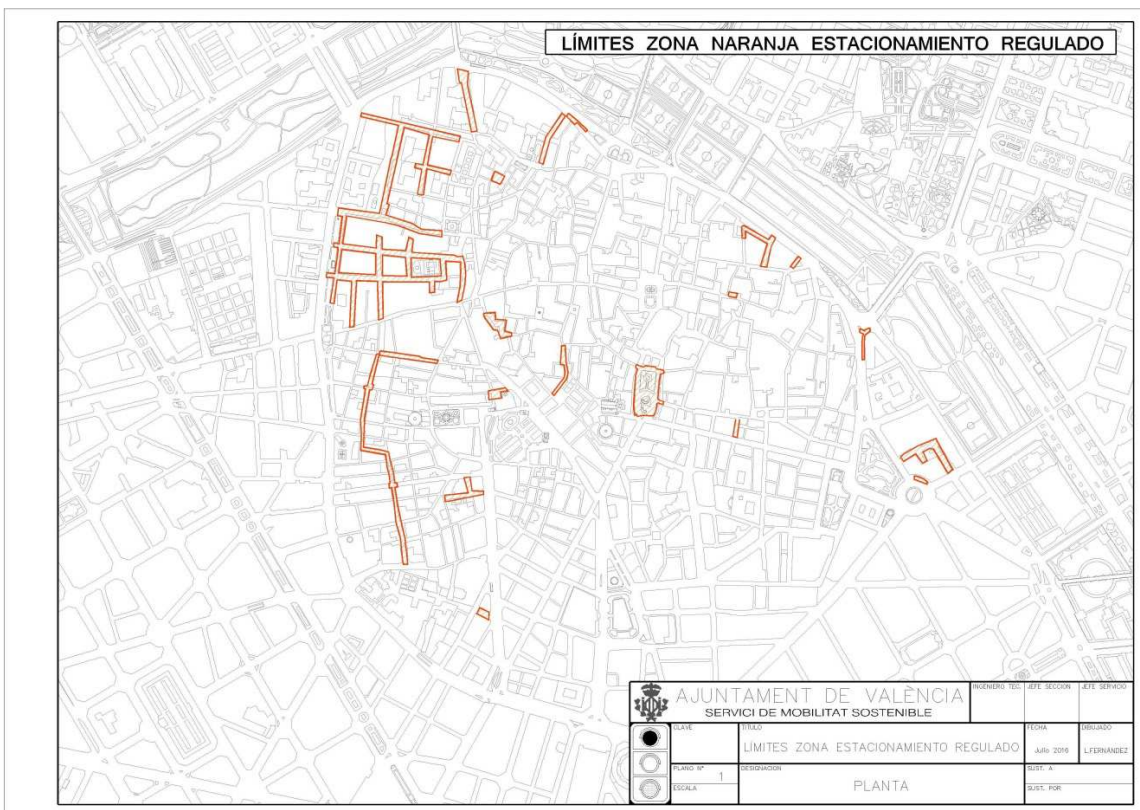 LÍMITES ZONA NARANJA ESTACIONAMIENTO REGULADO
AJUNTAMENT DE VALÈNCIA
SERVICI DE MOBILITAT SOSTENIBLE
INGENIERO TEC.
JEFE SECCION
JEFE SERVICIO
CLAVE
TITULO
LÍMITES ZONA ESTACIONAMIENTO REGULADO
FECHA
Julio 2016
DIBUJADO
L.FERNÁNDEZ
PLANO Nº
1
ESCALA
DESIGNACION
PLANTA
SUST. A
SUST. POR